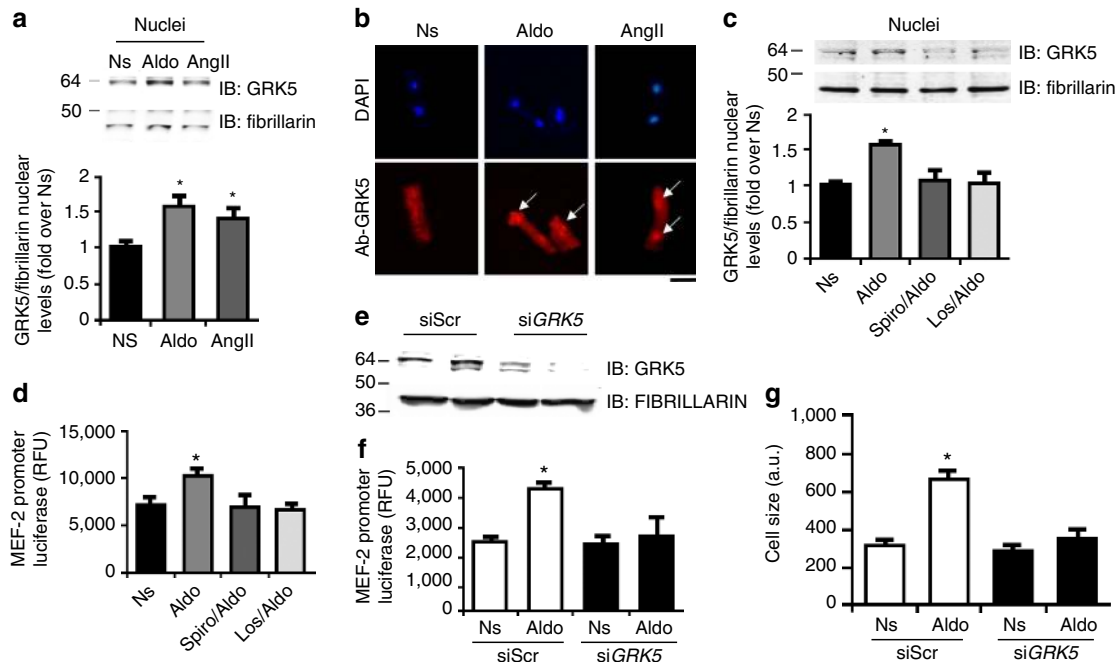 a
Nuclei
Ns Aldo AngII
64
IB: GRK5
50
IB: fibrillarin
GRK5/fibrillarin nuclear
levels (fold over Ns)
2
1.5
1
0.5
0
NS Aldo AngII
*
*
b
Ns Aldo AngII
DAPI
Ab-GRK5
c
Nuclei
64
IB: GRK5
50
IB: fibrillarin
GRK5/fibrillarin nuclear
levels (fold over Ns)
2
1.5
1
0.5
0
*
Ns
Aldo
Spiro/Aldo
Los/Aldo
d
MEF-2 promoter
luciferase (RFU)
15,000
10,000
5,000
0
*
Ns
Aldo
Spiro/Aldo
Los/Aldo
e
siScr siGRK5
64
IB: GRK5
50
IB: FIBRILLARIN
36
f
MEF-2 promoter
luciferase (RFU)
5,000
4,000
3,000
2,000
1,000
0
*
Ns Aldo Ns Aldo
siScr siGRK5
g
Cell size (a.u.)
1,000
800
600
400
200
0
*
Ns Aldo Ns Aldo
siScr siGRK5